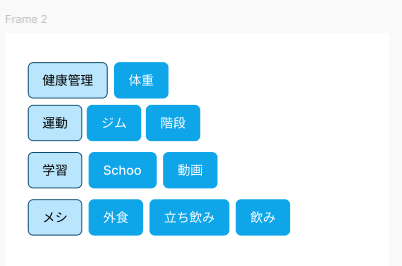 Frame 2
健康管理 体重
運動 ジム 階段
学習 Schoo 動画
メシ 外食 立ち飲み 飲み